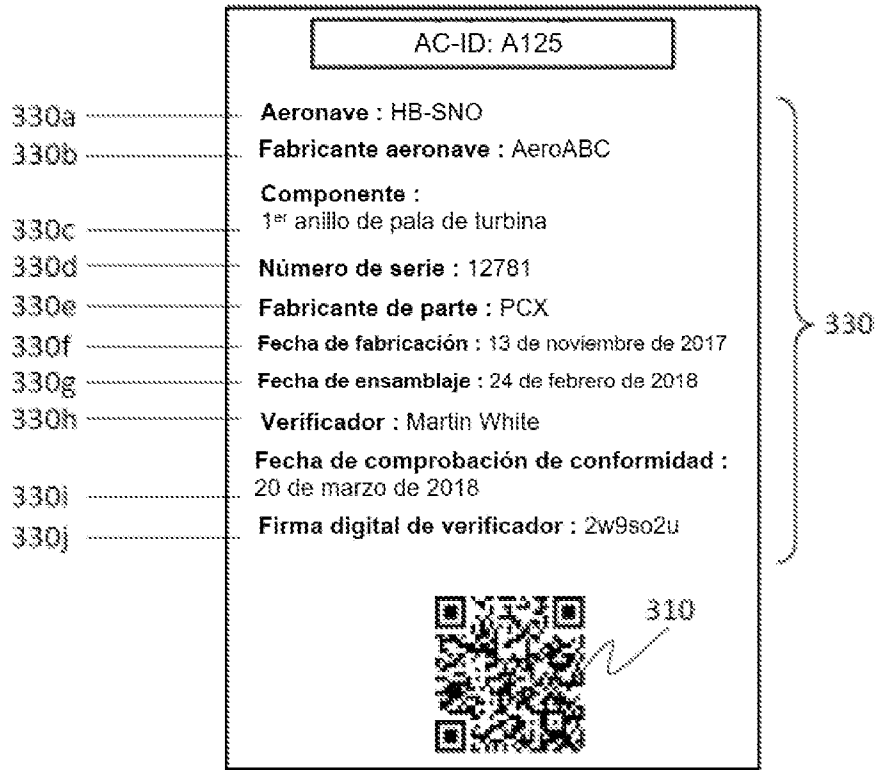 AC-ID: A125
330a Aeronave : HB-SNO
330b Fabricante aeronave : AeroABC
Componente :
330c 1er anillo de pala de turbina
330d Número de serie : 12781
330e Fabricante de parte : PCX
330
330f Fecha de fabricación : 13 de noviembre de 2017
330g Fecha de ensamblaje : 24 de febrero de 2018
330h Verificador : Martin White
Fecha de comprobación de conformidad :
330i 20 de marzo de 2018
330j Firma digital de verificador : 2w9so2u
310